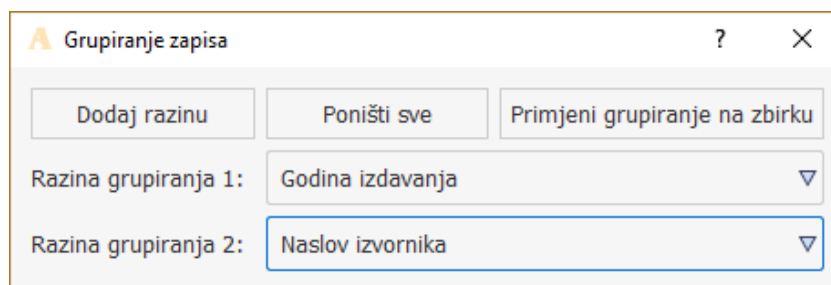 Grupiranje zapisa
Dodaj razinu Poništi sve Primjeni grupiranje na zbirku
Razina grupiranja 1: Godina izdavanja
Razina grupiranja 2: Naslov izvornika